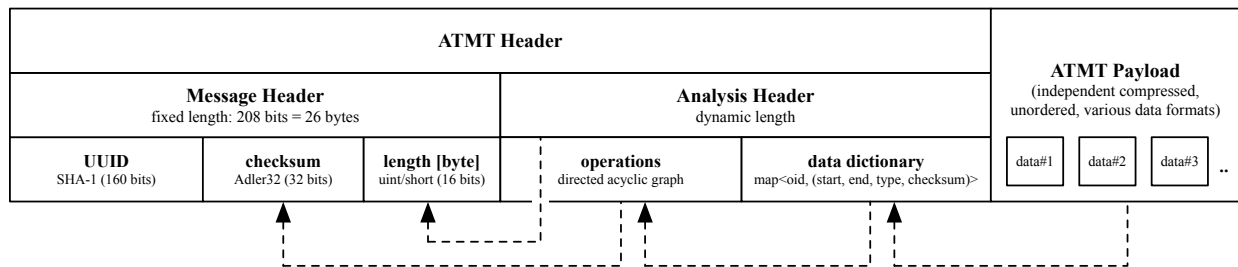 ATMT Header
ATMT Payload
(independent compressed,
unordered, various data formats)
Message Header
fixed length: 208 bits = 26 bytes
Analysis Header
dynamic length
UUID
SHA-1 (160 bits)
checksum
Adler32 (32 bits)
length [byte]
uint/short (16 bits)
operations
directed acyclic graph
data dictionary
map<oid, (start, end, type, checksum)>
data#1
data#2
data#3
..